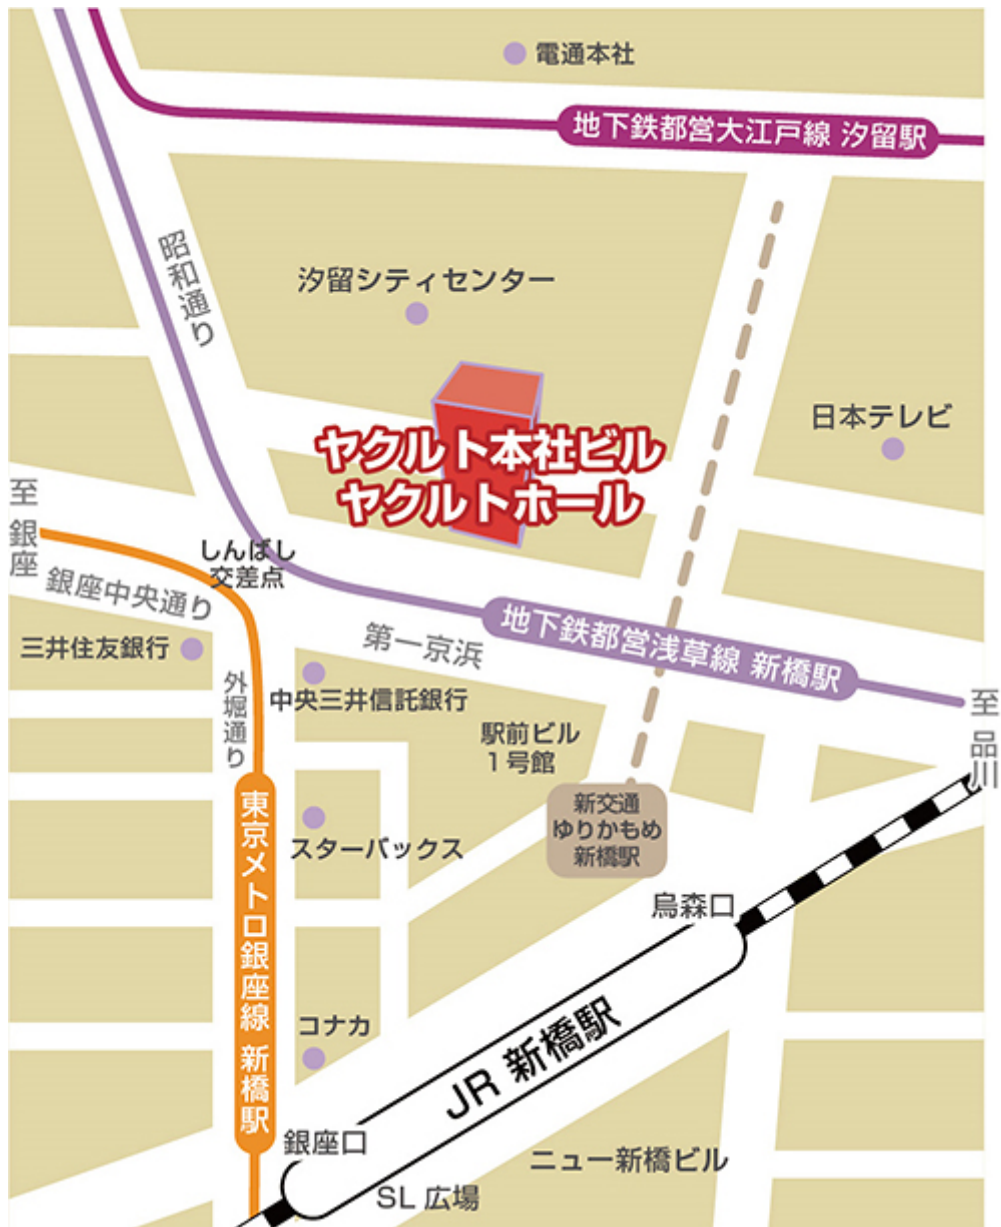 電通本社
地下鉄都営大江戸線 汐留駅
昭和通り
汐留シティセンター
日本テレビ
ヤクルト本社ビル
ヤクルトホール
至 銀座
しんばし
交差点
銀座中央通り
第一京浜
地下鉄都営浅草線 新橋駅
三井住友銀行
外堀通り
中央三井信託銀行
駅前ビル
1号館
至 品川
新交通
ゆりかもめ
新橋駅
東京メトロ銀座線 新橋駅
スターバックス
烏森口
コナカ
JR 新橋駅
銀座口
ニュー新橋ビル
SL 広場